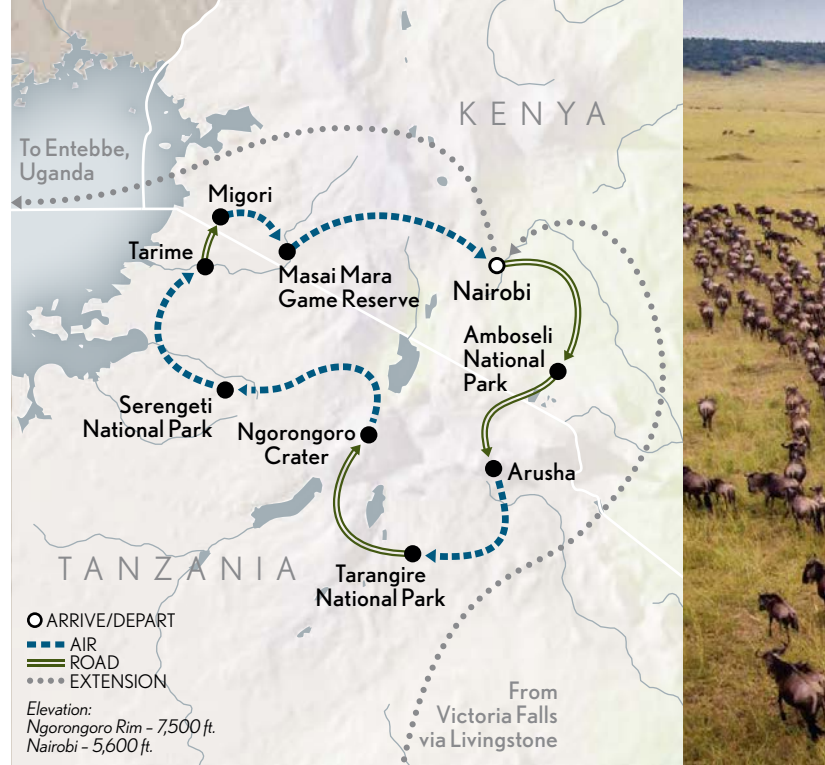 KENYA
To Entebbe,
Uganda
Migori
Tarime
Masai Mara
Game Reserve
Nairobi
Amboseli
National
Park
Serengeti
National Park
Ngorongoro
Crater
Arusha
TANZANIA
Tarangire
National Park
ARRIVE/DEPART
AIR
ROAD
EXTENSION
Elevation:
Ngorongoro Rim – 7,500 ft.
Nairobi – 5,600 ft.
From
Victoria Falls
via Livingstone